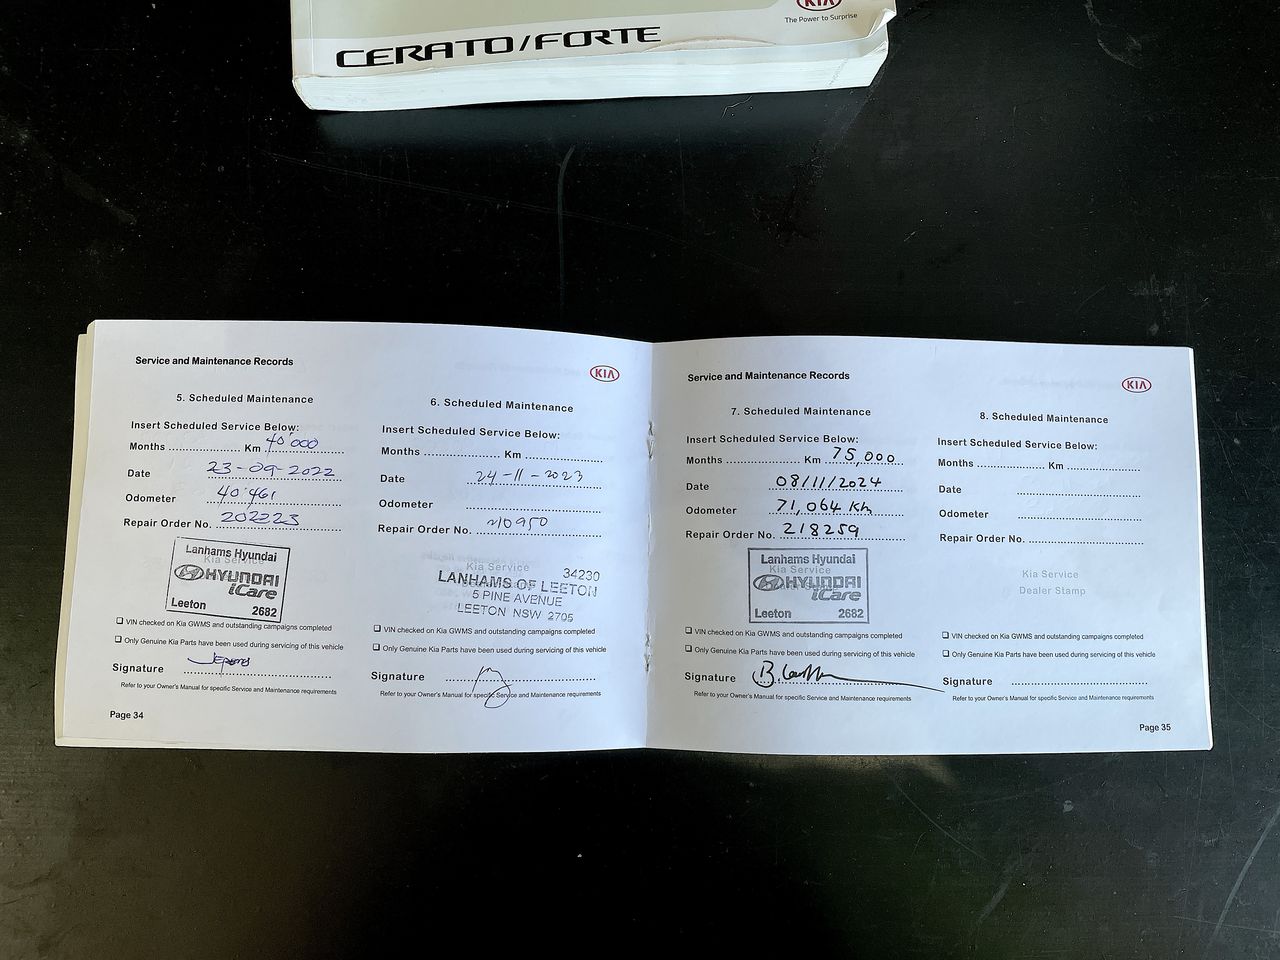 KIA
The Power to Surprise
CERATO/FORTE
Service and Maintenance Records
KIA
5. Scheduled Maintenance
Insert Scheduled Service Below:
Months Km 40'000
Date 23-09-2022
Odometer 40'461
Repair Order No. 202223
Lanhams Hyundai
Kia Service
HYUNDAI
iCare
Leeton 2682
VIN checked on Kia GWMS and outstanding campaigns completed
Only Genuine Kia Parts have been used during servicing of this vehicle
Signature
Refer to your Owner's Manual for specific Service and Maintenance requirements
Page 34
6. Scheduled Maintenance
Insert Scheduled Service Below:
Months Km
Date 24-11-2023
Odometer
Repair Order No. 210950
Kia Service
34230
LANHAMS OF LEETON
5 PINE AVENUE
LEETON NSW 2705
VIN checked on Kia GWMS and outstanding campaigns completed
Only Genuine Kia Parts have been used during servicing of this vehicle
Signature
Refer to your Owner's Manual for specific Service and Maintenance requirements
Service and Maintenance Records
KIA
7. Scheduled Maintenance
Insert Scheduled Service Below:
Months Km 75,000
Date 08/11/2024
Odometer 71,064 Km
Repair Order No. 218259
Lanhams Hyundai
Kia Service
HYUNDAI
iCare
Leeton 2682
VIN checked on Kia GWMS and outstanding campaigns completed
Only Genuine Kia Parts have been used during servicing of this vehicle
Signature
Refer to your Owner's Manual for specific Service and Maintenance requirements
8. Scheduled Maintenance
Insert Scheduled Service Below:
Months Km
Date
Odometer
Repair Order No.
Kia Service
Dealer Stamp
VIN checked on Kia GWMS and outstanding campaigns completed
Only Genuine Kia Parts have been used during servicing of this vehicle
Signature
Refer to your Owner's Manual for specific Service and Maintenance requirements
Page 35